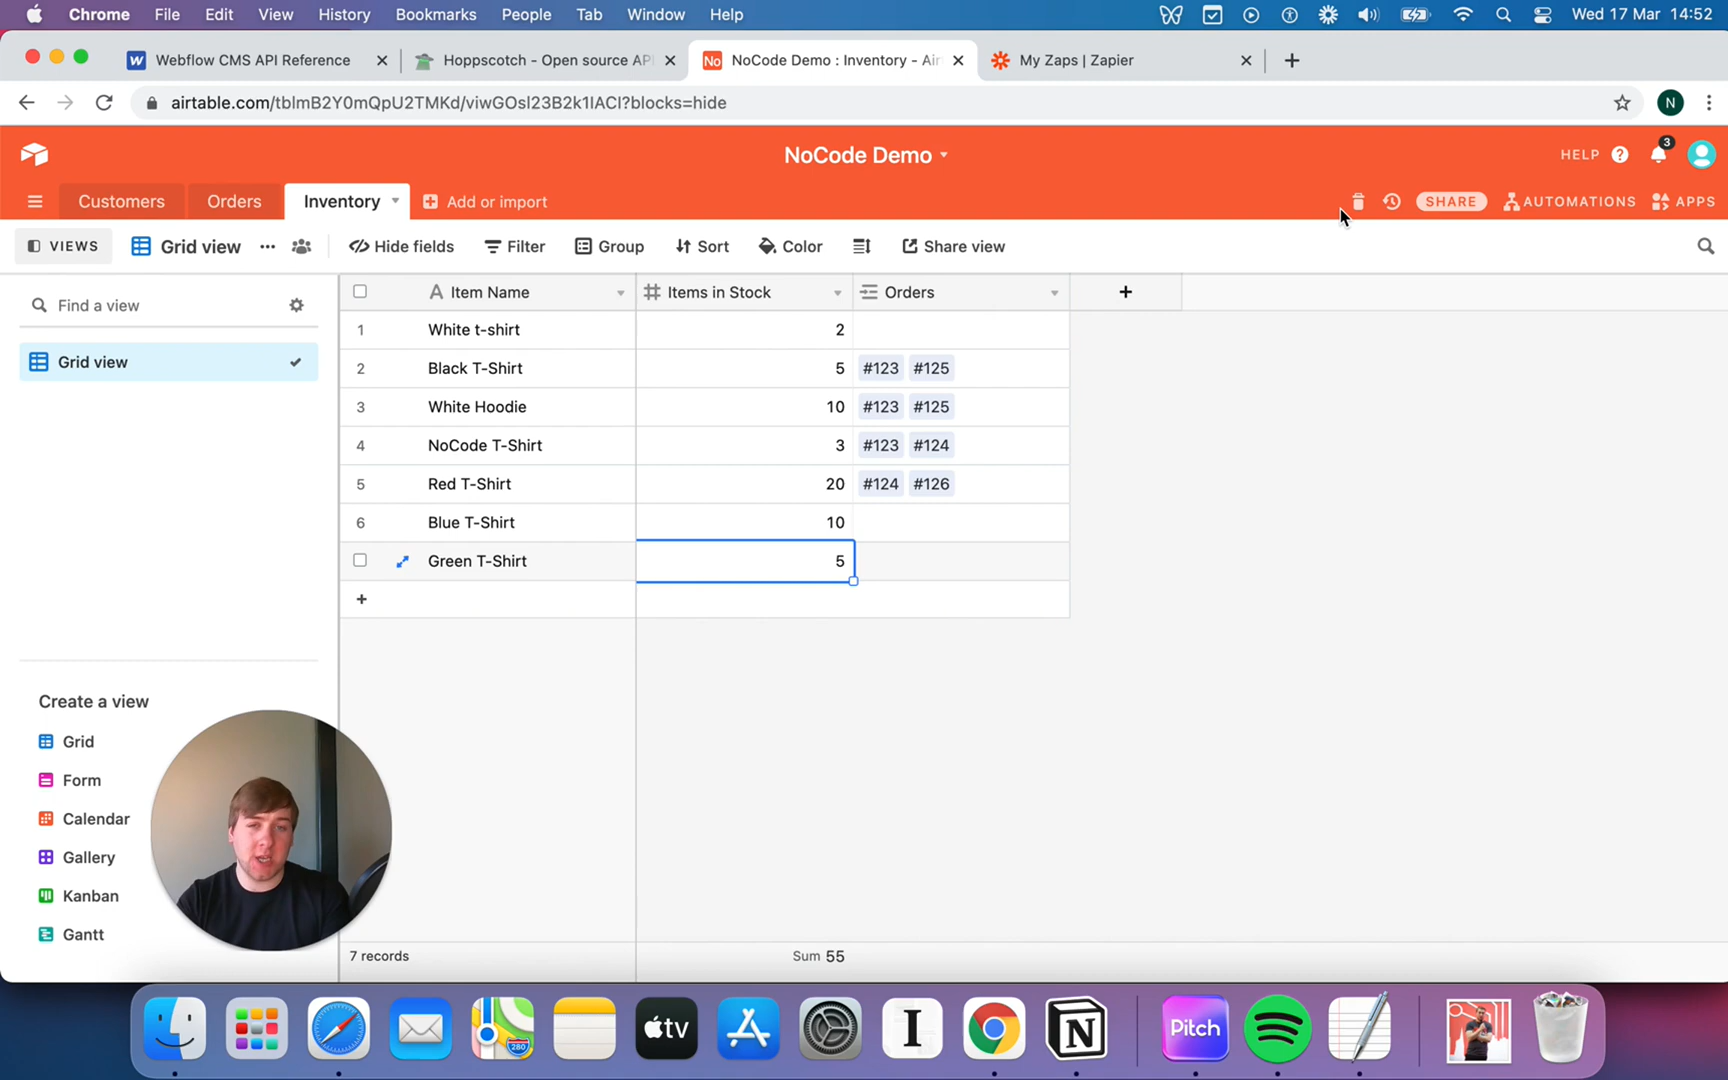 Chrome File Edit View History Bookmarks People Tab Window Help Wed 17 Mar 14:52
W Webflow CMS API Reference Hoppscotch - Open source API No NoCode Demo : Inventory - Air My Zaps | Zapier
airtable.com/tblmB2Y0mQpU2TMKd/viwGOsl23B2k1IACI?blocks=hide N
NoCode Demo HELP ? 3
Customers Orders Inventory Add or import SHARE AUTOMATIONS APPS
VIEWS Grid view Hide fields Filter Group Sort Color Share view
Find a view
Grid view
Item Name Items in Stock Orders
1 White t-shirt 2
2 Black T-Shirt 5 #123 #125
3 White Hoodie 10 #123 #125
4 NoCode T-Shirt 3 #123 #124
5 Red T-Shirt 20 #124 #126
6 Blue T-Shirt 10
Green T-Shirt 5
+
Create a view
Grid
Form
Calendar
Gallery
Kanban
Gantt
7 records Sum 55
280 tv I N Pitch